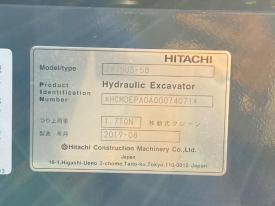 HITACHI
Model/type
Product Identification Number
Hydraulic Excavator
つり上荷重 1.7TON 移動式クレーン
製造 年月 2019-08
Hitachi Construction Machinery Co.,Ltd.
Japan
16-1,Higashi-Ueno 2-chome,Taito-ku,Tokyo,110-0015 Japan